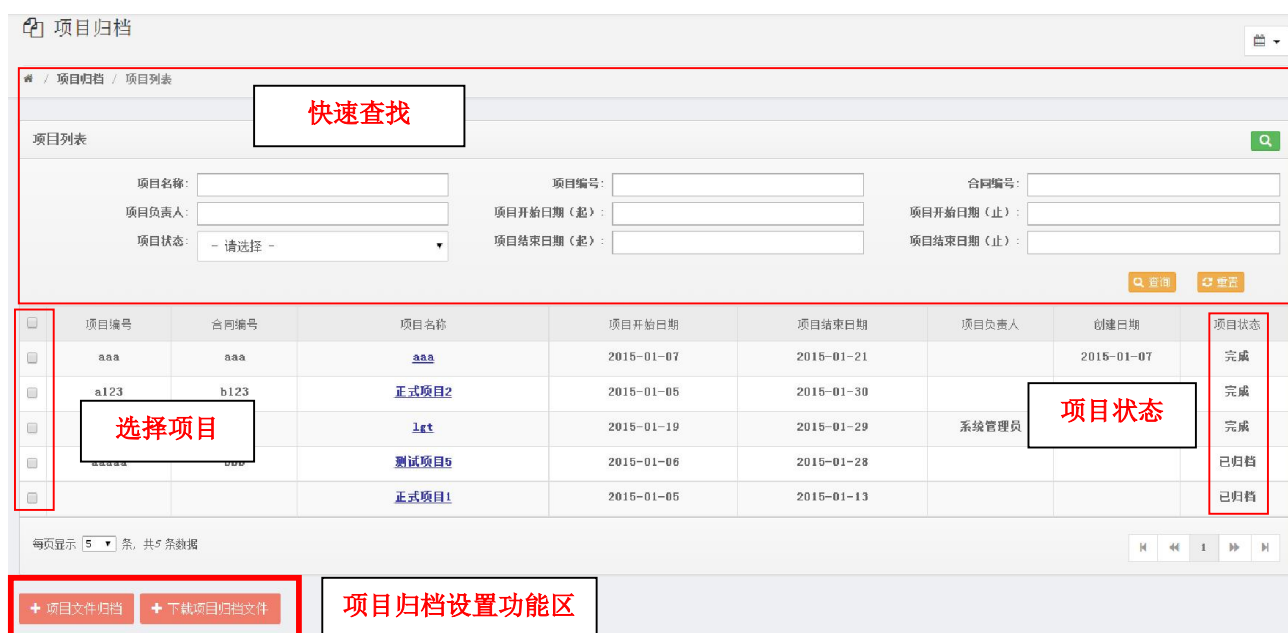 项目归档
/ 项目归档 / 项目列表
快速查找
项目列表
项目名称: 项目编号: 合同编号:
项目负责人: 项目开始日期（起）: 项目开始日期（止）:
项目状态: - 请选择 - 项目结束日期（起）: 项目结束日期（止）:
查询 重置
项目编号 合同编号 项目名称 项目开始日期 项目结束日期 项目负责人 创建日期 项目状态
aaa aaa aaa 2015-01-07 2015-01-21 2015-01-07 完成
a123 b123 正式项目2 2015-01-05 2015-01-30 完成
选择项目 项目状态
lgt 2015-01-19 2015-01-29 系统管理员 完成
aaaaa bbb 测试项目5 2015-01-06 2015-01-28 已归档
正式项目1 2015-01-05 2015-01-13 已归档
每页显示 5 条, 共5 条数据 1
项目文件归档 下载项目归档文件 项目归档设置功能区